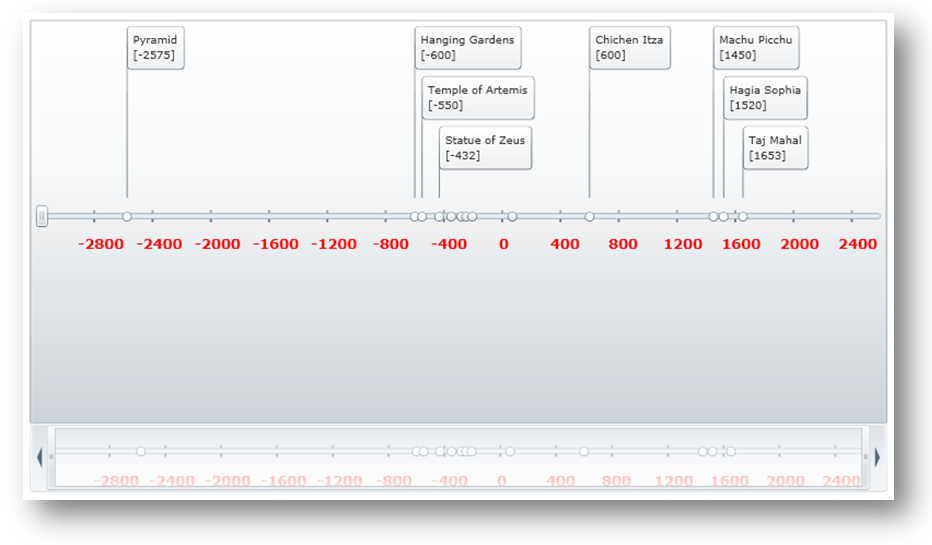 Pyramid
[-2575]
Hanging Gardens
[-600]
Chichen Itza
[600]
Machu Picchu
[1450]
Temple of Artemis
[-550]
Hagia Sophia
[1520]
Statue of Zeus
[-432]
Taj Mahal
[1653]
-2800 -2400 -2000 -1600 -1200 -800 -400 0 400 800 1200 1600 2000 2400
-2800 -2400 -2000 -1600 -1200 -800 -400 0 400 800 1200 1600 2000 2400